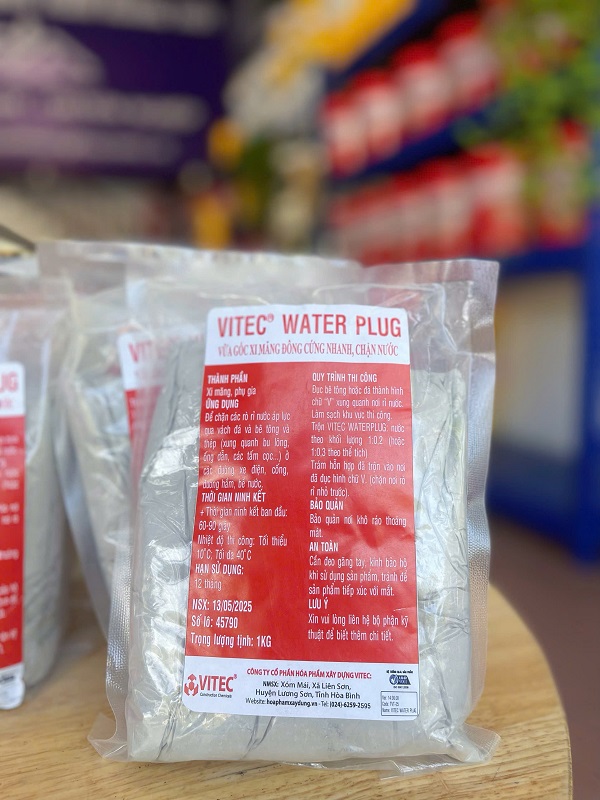 VITEC® WATER PLUG
VỮA GỐC XI MĂNG ĐÔNG CỨNG NHANH, CHẶN NƯỚC
THÀNH PHẦN
Xi măng, phụ gia
ỨNG DỤNG
Để chặn các rò rỉ nước áp lực
qua vách đá và bê tông và
thép (xung quanh bu lông,
ống dẫn, các tấm cọc...) ở
các đường xe điện, cống,
đường hầm, bể nước.
THỜI GIAN NINH KẾT
+ Thời gian ninh kết ban đầu:
60-90 giây
Nhiệt độ thi công: Tối thiểu
10°C; Tối đa 40°C
HẠN SỬ DỤNG:
12 tháng
NSX: 13/05/2025
Số lô: 45790
Trọng lượng tịnh: 1KG
QUY TRÌNH THI CÔNG
Đục bê tông hoặc đá thành hình
chữ "V" xung quanh nơi rỉ nước.
Làm sạch khu vực thi công.
Trộn VITEC WATERPLUG: nước
theo khối lượng 1:0.2 (hoặc
1:0.3 theo thể tích)
Trám hỗn hợp đã trộn vào nơi
đã đục hình chữ V. (chặn nơi rò
rỉ nhỏ trước).
BẢO QUẢN
Bảo quản nơi khô ráo thoáng
mát.
AN TOÀN
Cần đeo găng tay, kính bảo hộ
khi sử dụng sản phẩm, tránh để
sản phẩm tiếp xúc với mắt.
LƯU Ý
Xin vui lòng liên hệ bộ phận kỹ
thuật để biết thêm chi tiết.
VITEC®
Construction Chemicals
CÔNG TY CỔ PHẦN HÓA PHẨM XÂY DỰNG VITEC:
NMSX: Xóm Mái, Xã Liên Sơn,
Huyện Lương Sơn, Tỉnh Hòa Bình
Website: hoaphamxaydung.vn - Tel: (024)-6259-2595
Name: VITEC WATER PLUG
PLUG